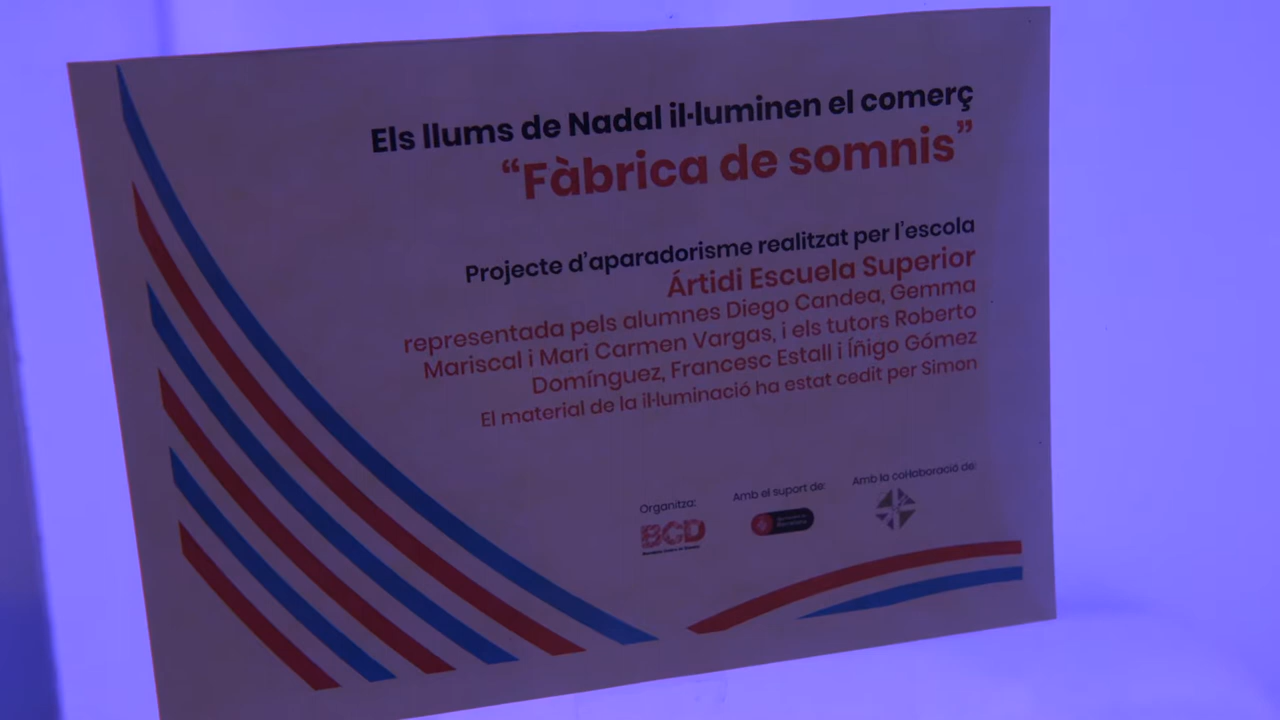 Els llums de Nadal il·luminen el comerç
“Fàbrica de somnis”
Projecte d’aparadorisme realitzat per l’escola
Ártidi Escuela Superior
representada pels alumnes Diego Candea, Gemma
Mariscal i Mari Carmen Vargas, i els tutors Roberto
Domínguez, Francesc Estall i Íñigo Gómez
El material de la il·luminació ha estat cedit per Simon
Organitza:
Amb el suport de:
Amb la col·laboració de:
BCD